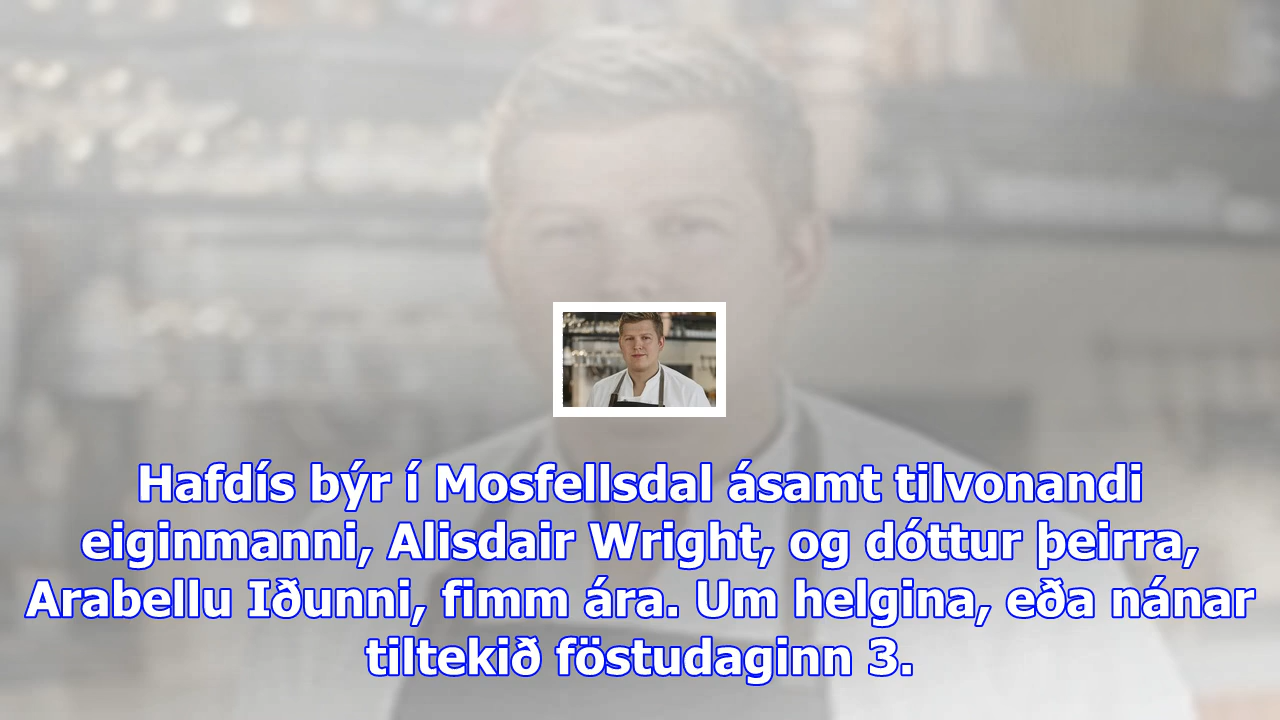 Hafdís býr í Mosfellsdal ásamt tilvonandi
eiginmanni, Alisdair Wright, og dóttur þeirra,
Arabellu Iðunni, fimm ára. Um helgina, eða nánar
tiltekið föstudaginn 3.